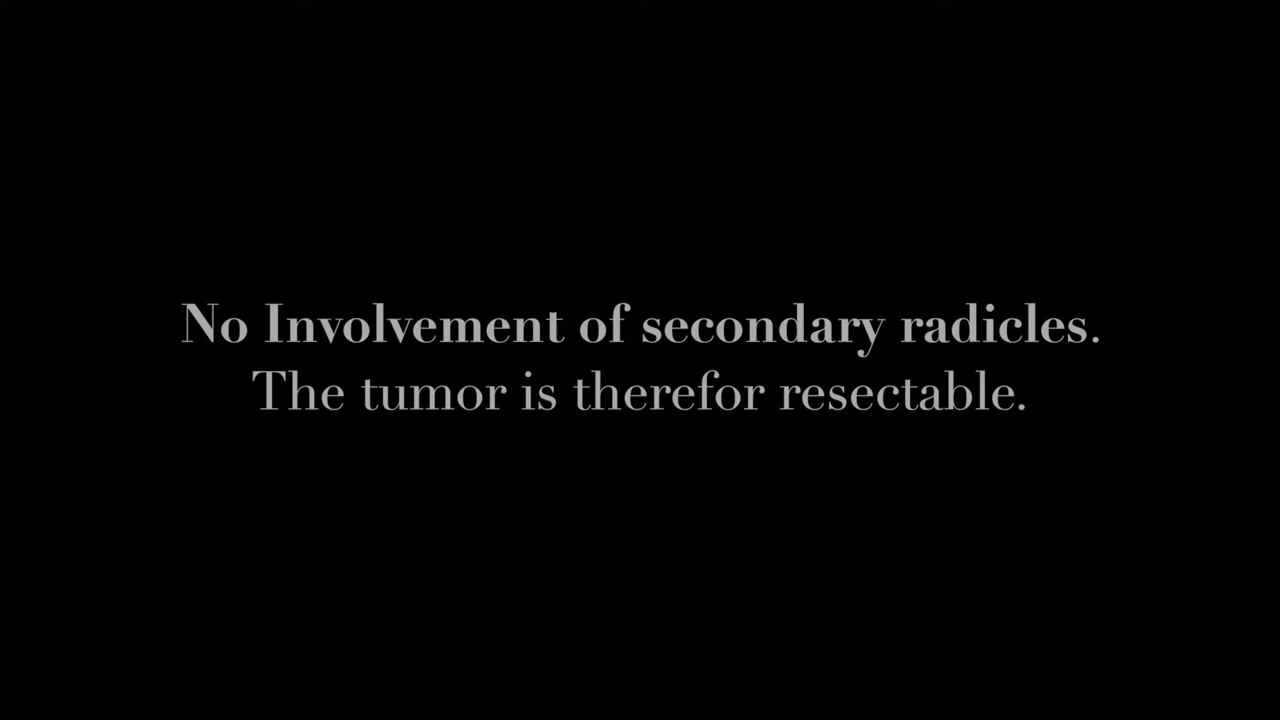 No Involvement of secondary radicles.
The tumor is therefor resectable.